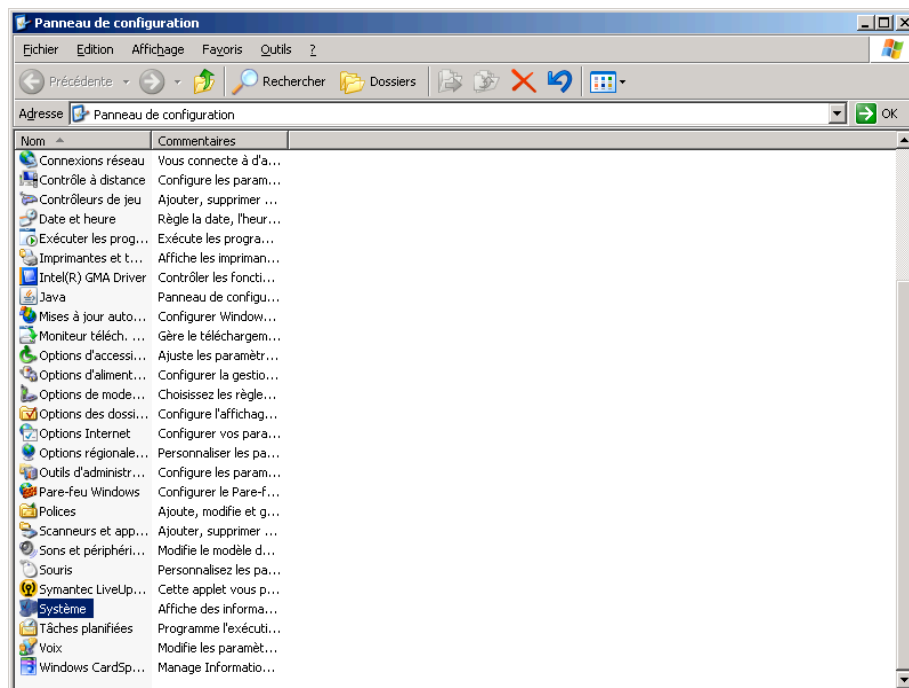 Panneau de configuration
Fichier Edition Affichage Favoris Outils ?
Précédente Rechercher Dossiers
Adresse Panneau de configuration OK
Nom Commentaires
Connexions réseau Vous connecte à d'a...
Contrôle à distance Configure les param...
Contrôleurs de jeu Ajouter, supprimer ...
Date et heure Règle la date, l'heur...
Exécuter les prog... Exécute les progra...
Imprimantes et t... Affiche les impriman...
Intel(R) GMA Driver Contrôler les foncti...
Java Panneau de configu...
Mises à jour auto... Configurer Window...
Moniteur téléch. ... Gère le téléchargem...
Options d'accessi... Ajuste les paramètr...
Options d'aliment... Configurer la gestio...
Options de mode... Choisissez les règle...
Options des dossi... Configure l'affichag...
Options Internet Configurer vos para...
Options régionale... Personnaliser les pa...
Outils d'administr... Configure les param...
Pare-feu Windows Configurer le Pare-f...
Polices Ajoute, modifie et g...
Scanneurs et app... Ajouter, supprimer ...
Sons et périphéri... Modifie le modèle d...
Souris Personnalisez les pa...
Symantec LiveUp... Cette applet vous p...
Système Affiche des informa...
Tâches planifiées Programme l'exécuti...
Voix Modifie les paramèt...
Windows CardSp... Manage Informatio...